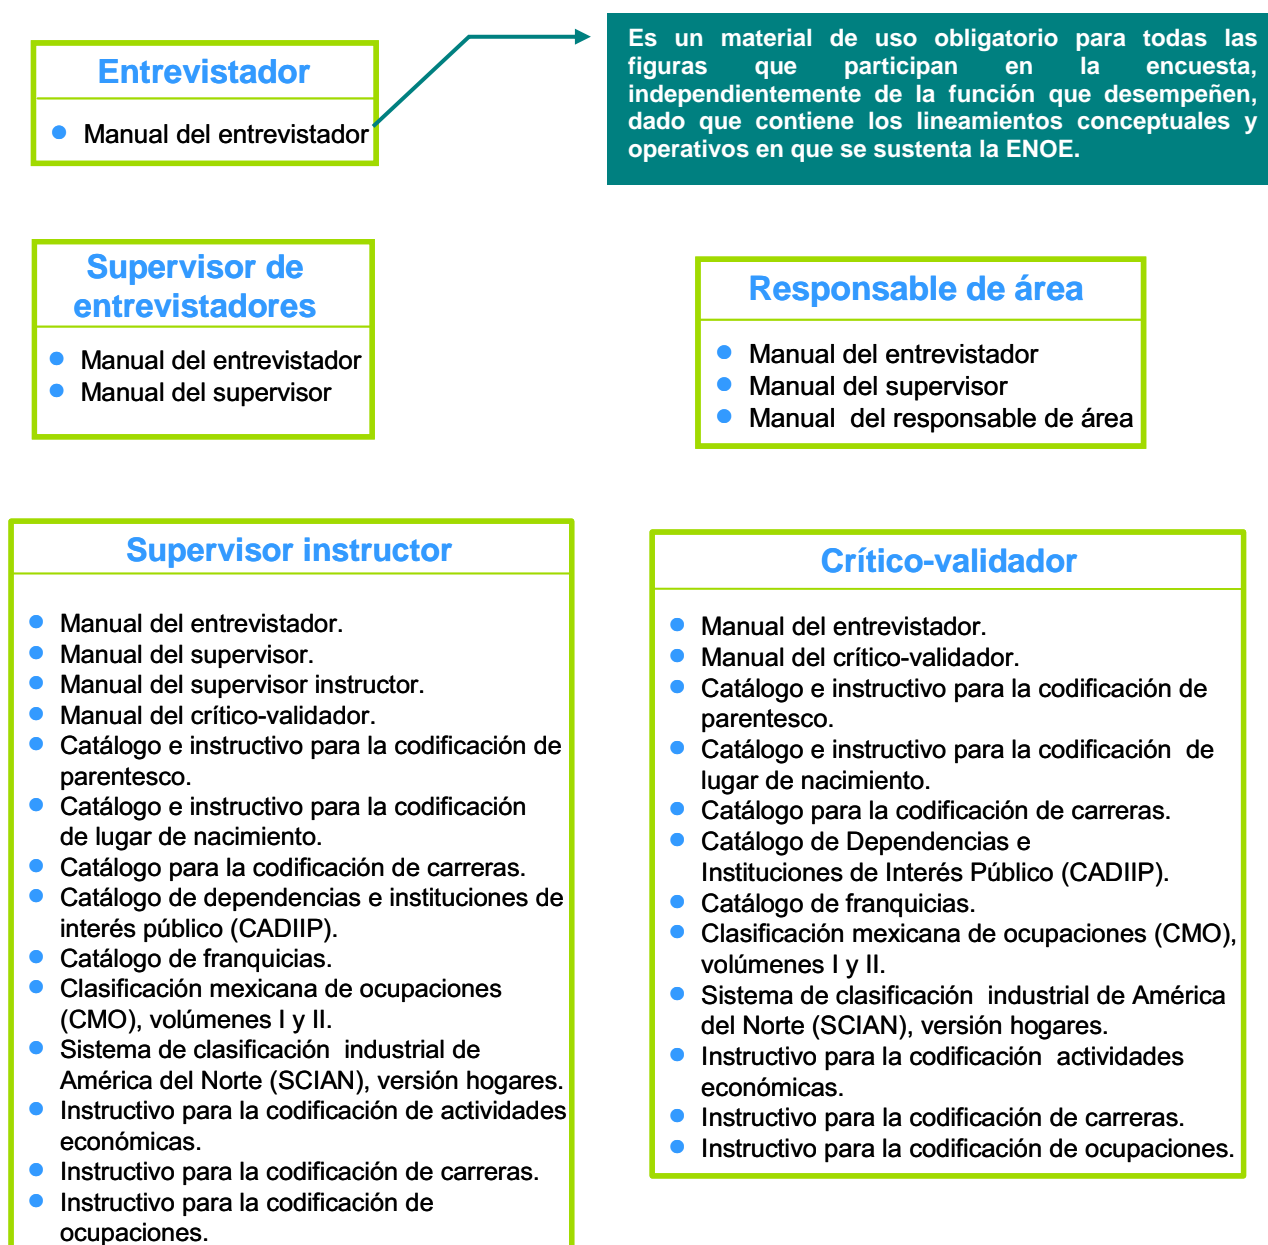 Entrevistador
Manual del entrevistador
Es un material de uso obligatorio para todas las
figuras que participan en la encuesta,
independientemente de la función que desempeñen,
dado que contiene los lineamientos conceptuales y
operativos en que se sustenta la ENOE.
Supervisor de
entrevistadores
Manual del entrevistador
Manual del supervisor
Responsable de área
Manual del entrevistador
Manual del supervisor
Manual del responsable de área
Supervisor instructor
Manual del entrevistador.
Manual del supervisor.
Manual del supervisor instructor.
Manual del crítico-validador.
Catálogo e instructivo para la codificación de
parentesco.
Catálogo e instructivo para la codificación
de lugar de nacimiento.
Catálogo para la codificación de carreras.
Catálogo de dependencias e instituciones de
interés público (CADIIP).
Catálogo de franquicias.
Clasificación mexicana de ocupaciones
(CMO), volúmenes I y II.
Sistema de clasificación industrial de
América del Norte (SCIAN), versión hogares.
Instructivo para la codificación de actividades
económicas.
Instructivo para la codificación de carreras.
Instructivo para la codificación de
ocupaciones.
Crítico-validador
Manual del entrevistador.
Manual del crítico-validador.
Catálogo e instructivo para la codificación de
parentesco.
Catálogo e instructivo para la codificación de
lugar de nacimiento.
Catálogo para la codificación de carreras.
Catálogo de Dependencias e
Instituciones de Interés Público (CADIIP).
Catálogo de franquicias.
Clasificación mexicana de ocupaciones (CMO),
volúmenes I y II.
Sistema de clasificación industrial de América
del Norte (SCIAN), versión hogares.
Instructivo para la codificación actividades
económicas.
Instructivo para la codificación de carreras.
Instructivo para la codificación de ocupaciones.